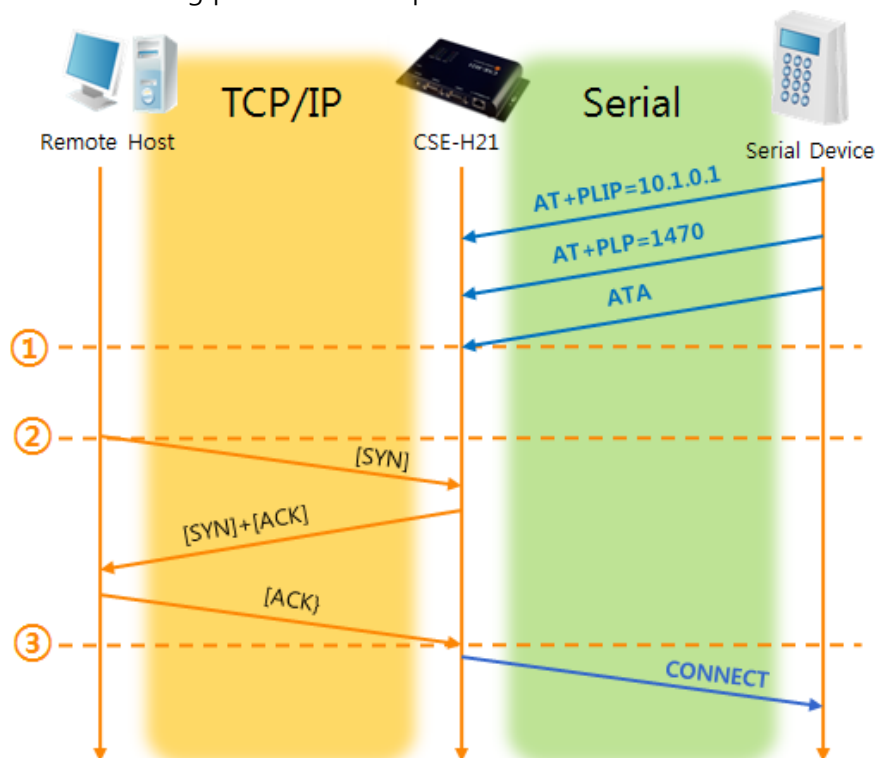 TCP/IP
Serial
Remote Host
CSE-H21
Serial Device
AT+PLIP=10.1.0.1
AT+PLP=1470
ATA
①
②
[SYN]
[SYN]+[ACK]
[ACK}
③
CONNECT